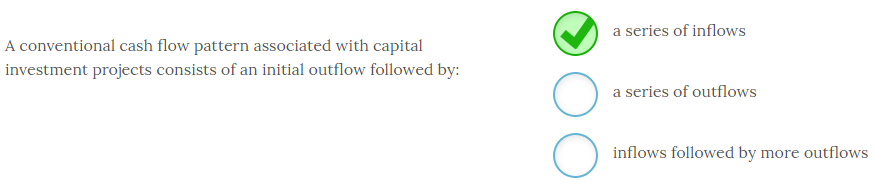 A conventional cash flow pattern associated with capital
investment projects consists of an initial outflow followed by:
a series of inflows
a series of outflows
inflows followed by more outflows